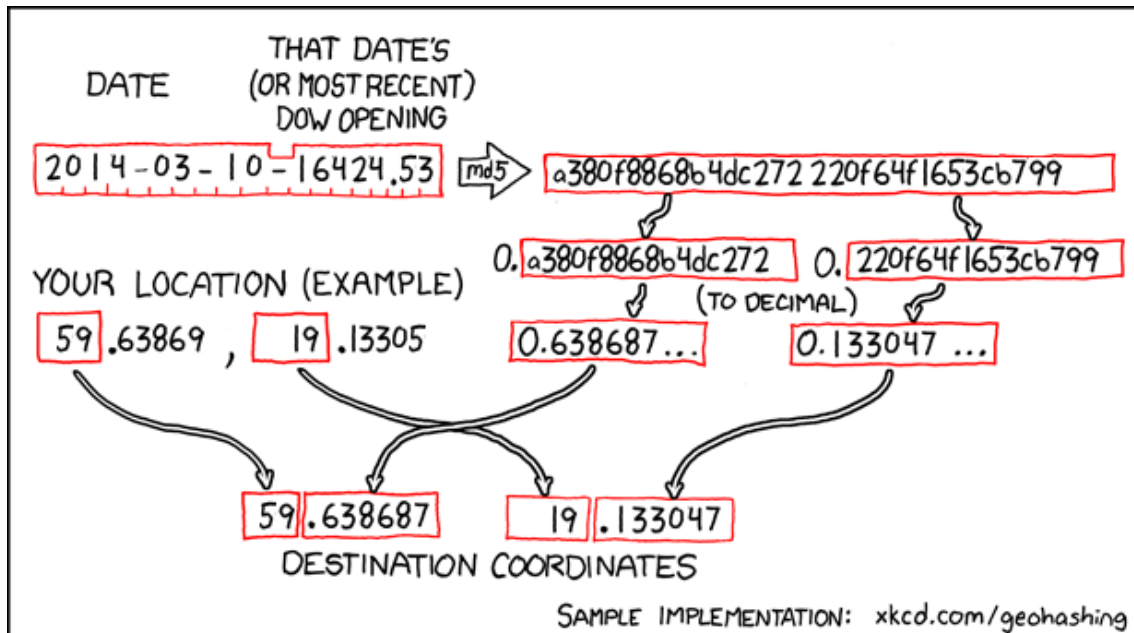 DATE
THAT DATE'S
(OR MOST RECENT)
DOW OPENING
2014-03-10-16424.53
md5
a380f8868b4dc272 220f64f1653cb799
0. a380f8868b4dc272
0. 220f64f1653cb799
YOUR LOCATION (EXAMPLE)
(TO DECIMAL)
59.63869, 19.13305
0.638687...
0.133047...
59.638687
19.133047
DESTINATION COORDINATES
SAMPLE IMPLEMENTATION: xkcd.com/geohashing